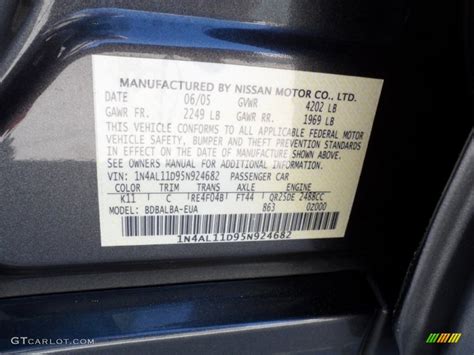 MANUFACTURED BY NISSAN MOTOR CO., LTD.
DATE 06/05 GVWR 4202 LB
GAWR FR. 2249 LB GAWR RR. 1969 LB
THIS VEHICLE CONFORMS TO ALL APPLICABLE FEDERAL MOTOR
VEHICLE SAFETY, BUMPER, AND THEFT PREVENTION STANDARDS
IN EFFECT ON THE DATE OF MANUFACTURE SHOWN ABOVE.
SEE OWNERS MANUAL FOR ADDITIONAL INFORMATION.
VIN: 1N4AL11D95N924682 PASSENGER CAR
COLOR TRIM TRANS AXLE ENGINE
K11 C RE4F04B FT44 QR25DE 2488CC
MODEL: BDBALBA-EUA 863 02000
1N4AL11D95N924682
GTCARLOT.COM